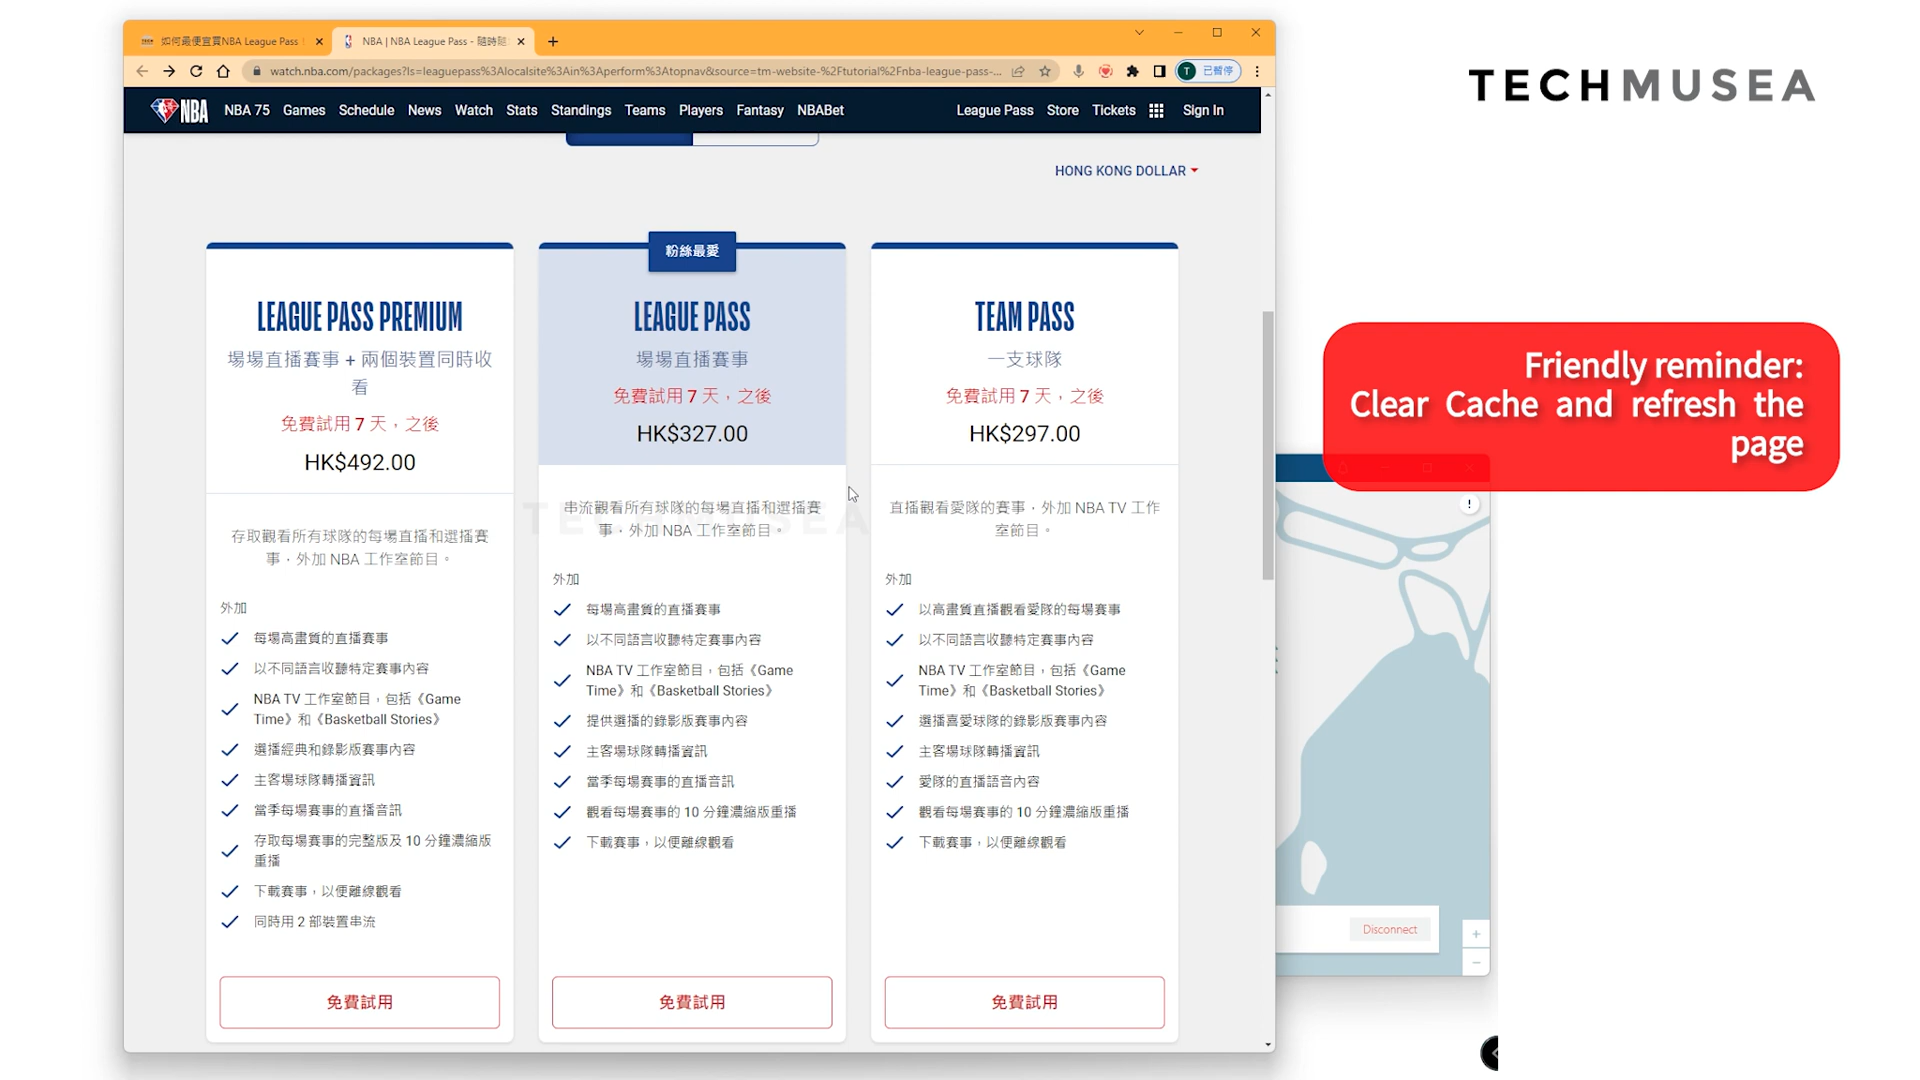 如何最便宜買NBA League Pass
NBA | NBA League Pass - 隨時隨
watch.nba.com/packages?ls=leaguepass%3Alocalsite%3Ain%3Aperform%3Atopnav&source=tm-website-%2Ftutorial%2Fnba-league-pass-...
T 已暫停
NBA NBA 75 Games Schedule News Watch Stats Standings Teams Players Fantasy NBABet League Pass Store Tickets Sign In
TECHMUSEA
HONG KONG DOLLAR
LEAGUE PASS PREMIUM
場場直播賽事 + 兩個裝置同時收
看
免費試用 7 天，之後
HK$492.00
存取觀看所有球隊的每場直播和選播賽
事，外加 NBA 工作室節目。
外加
每場高畫質的直播賽事
以不同語言收聽特定賽事內容
NBA TV 工作室節目，包括《Game
Time》和《Basketball Stories》
選播經典和錄影版賽事內容
主客場球隊轉播資訊
當季每場賽事的直播音訊
存取每場賽事的完整版及 10 分鐘濃縮版
重播
下載賽事，以便離線觀看
同時用 2 部裝置串流
免費試用
粉絲最愛
LEAGUE PASS
場場直播賽事
免費試用 7 天，之後
HK$327.00
串流觀看所有球隊的每場直播和選播賽
事，外加 NBA 工作室節目。
TECHMUSEA
外加
每場高畫質的直播賽事
以不同語言收聽特定賽事內容
NBA TV 工作室節目，包括《Game
Time》和《Basketball Stories》
提供選播的錄影版賽事內容
主客場球隊轉播資訊
當季每場賽事的直播音訊
觀看每場賽事的 10 分鐘濃縮版重播
下載賽事，以便離線觀看
免費試用
TEAM PASS
一支球隊
免費試用 7 天，之後
HK$297.00
直播觀看愛隊的賽事，外加 NBA TV 工作
室節目。
外加
以高畫質直播觀看愛隊的每場賽事
以不同語言收聽特定賽事內容
NBA TV 工作室節目，包括《Game
Time》和《Basketball Stories》
選播喜愛球隊的錄影版賽事內容
主客場球隊轉播資訊
愛隊的直播語音內容
觀看每場賽事的 10 分鐘濃縮版重播
下載賽事，以便離線觀看
免費試用
Friendly reminder:
Clear Cache and refresh the
page
Disconnect